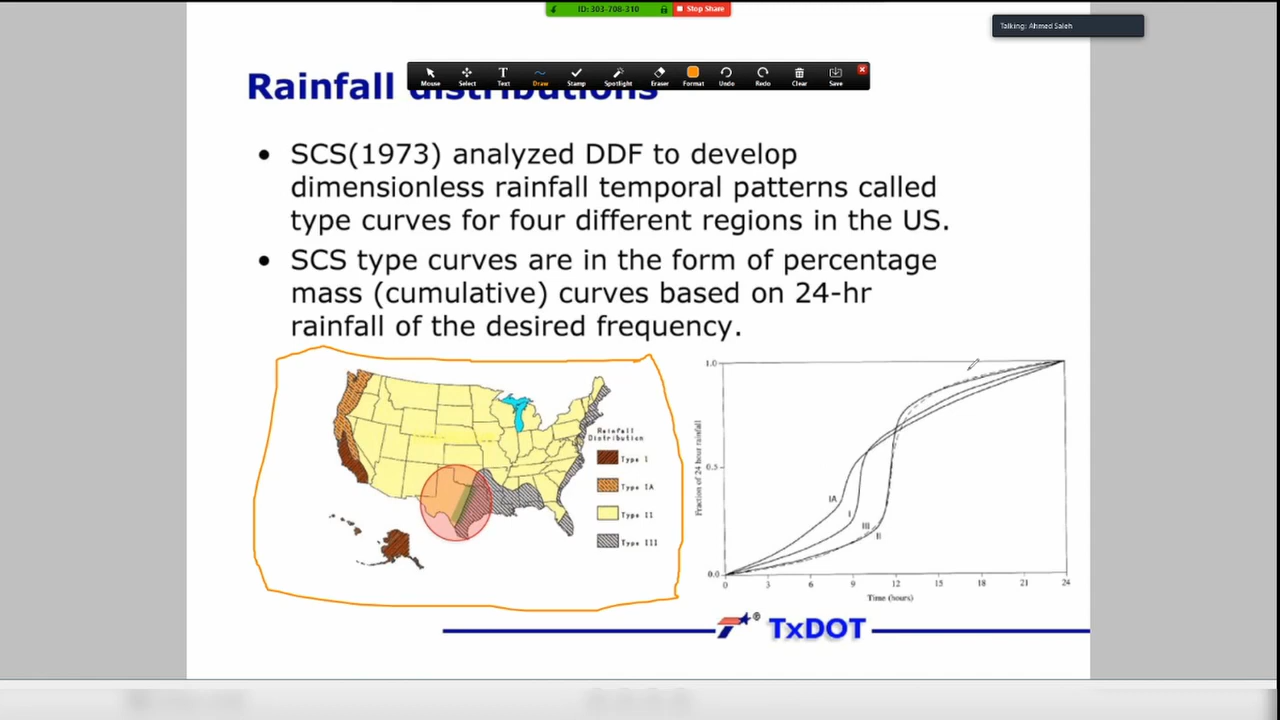 ID: 303-708-310
Stop Share
Talking: Ahmed Saleh
Mouse Select Text Draw Stamp Spotlight Eraser Format Undo Redo Clear Save
Rainfall distributions
• SCS(1973) analyzed DDF to develop
dimensionless rainfall temporal patterns called
type curves for four different regions in the US.
• SCS type curves are in the form of percentage
mass (cumulative) curves based on 24-hr
rainfall of the desired frequency.
Rainfall
Distribution
Type I
Type IA
Type II
Type III
1.0
0.5
0.0
Fraction of 24 hour rainfall
IA
I
III
II
0 3 6 9 12 15 18 21 24
Time (hours)
® TxDOT